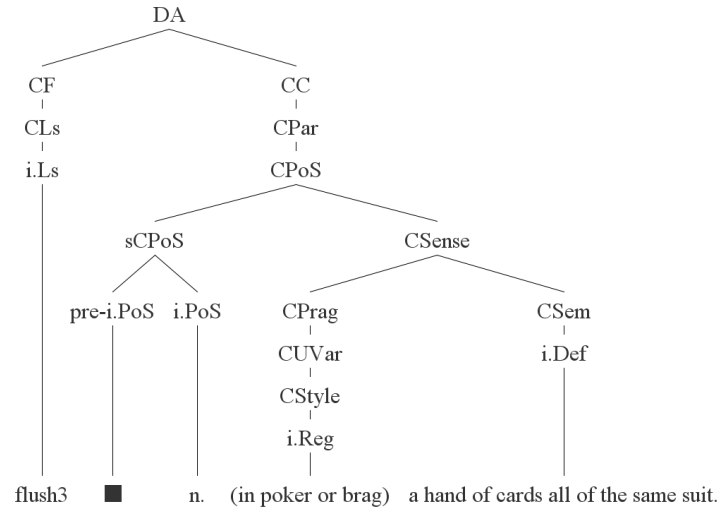 DA
CF CC
CLs CPar
i.Ls CPoS
sCPoS CSense
pre-i.PoS i.PoS CPrag CSem
CUVar i.Def
CStyle
i.Reg
flush3 ■ n. (in poker or brag) a hand of cards all of the same suit.